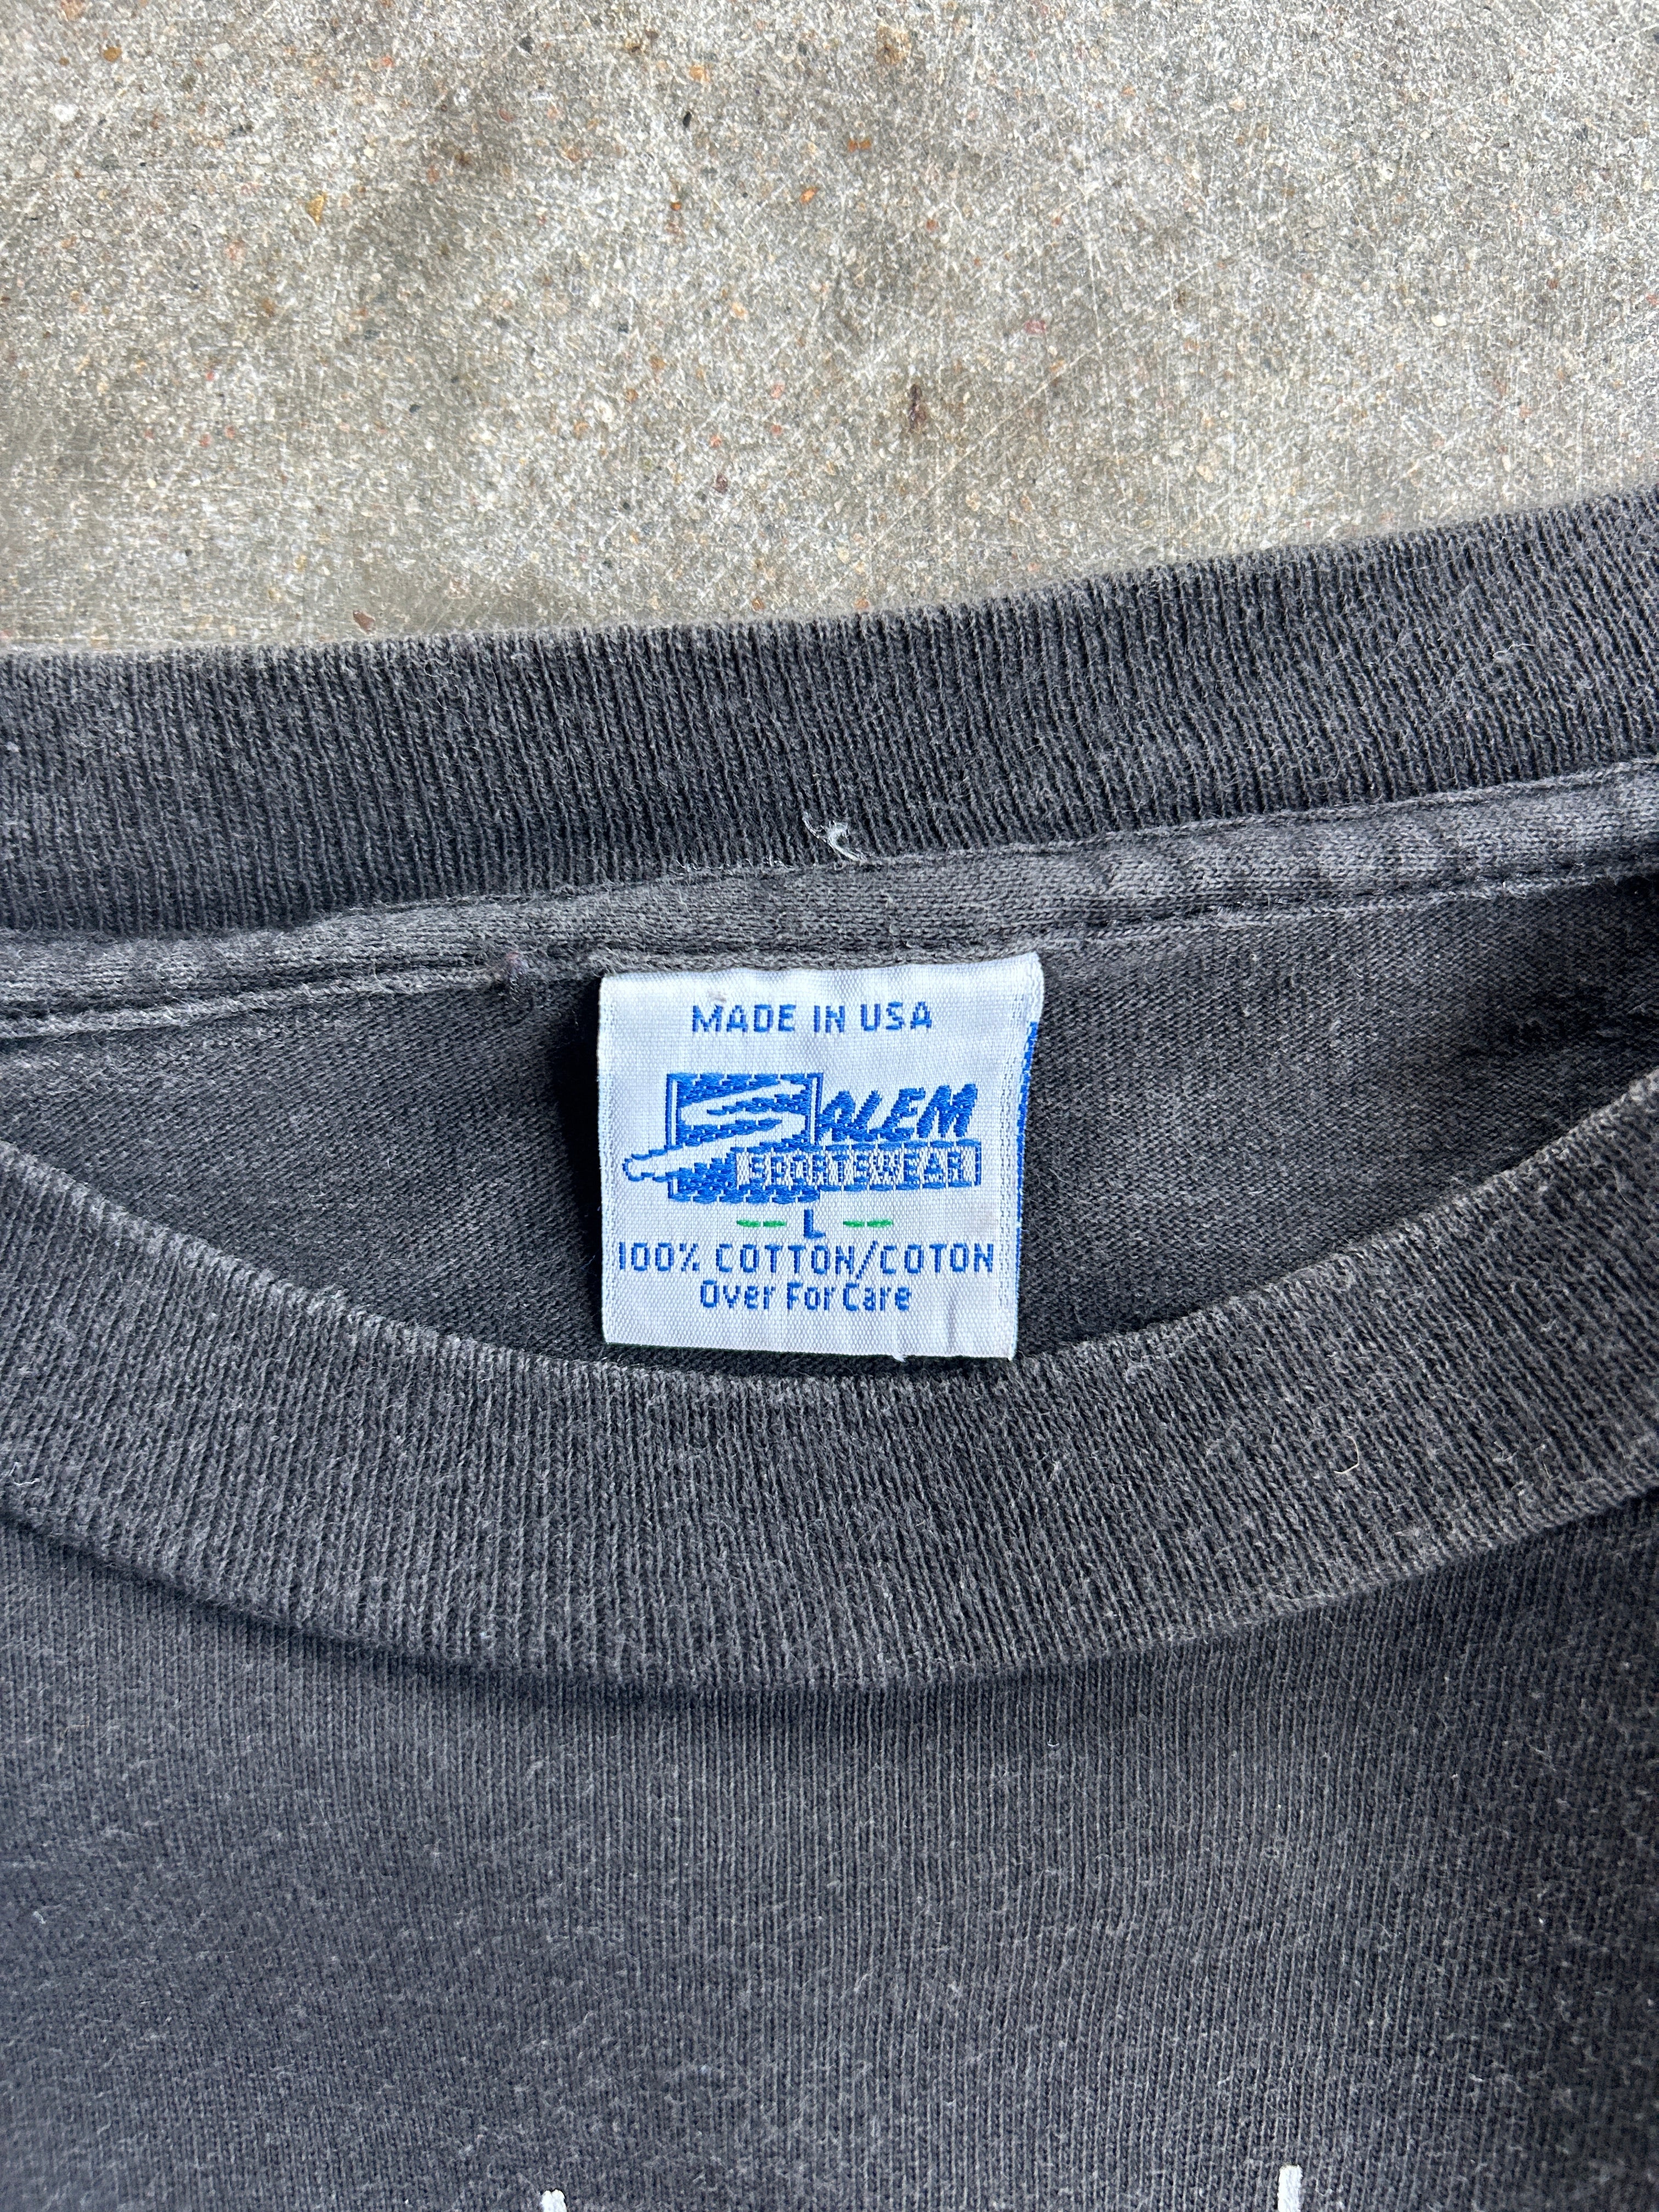 MADE IN USA
SALEM
SPORTSWEAR
L
100% COTTON/COTON
Over For Care